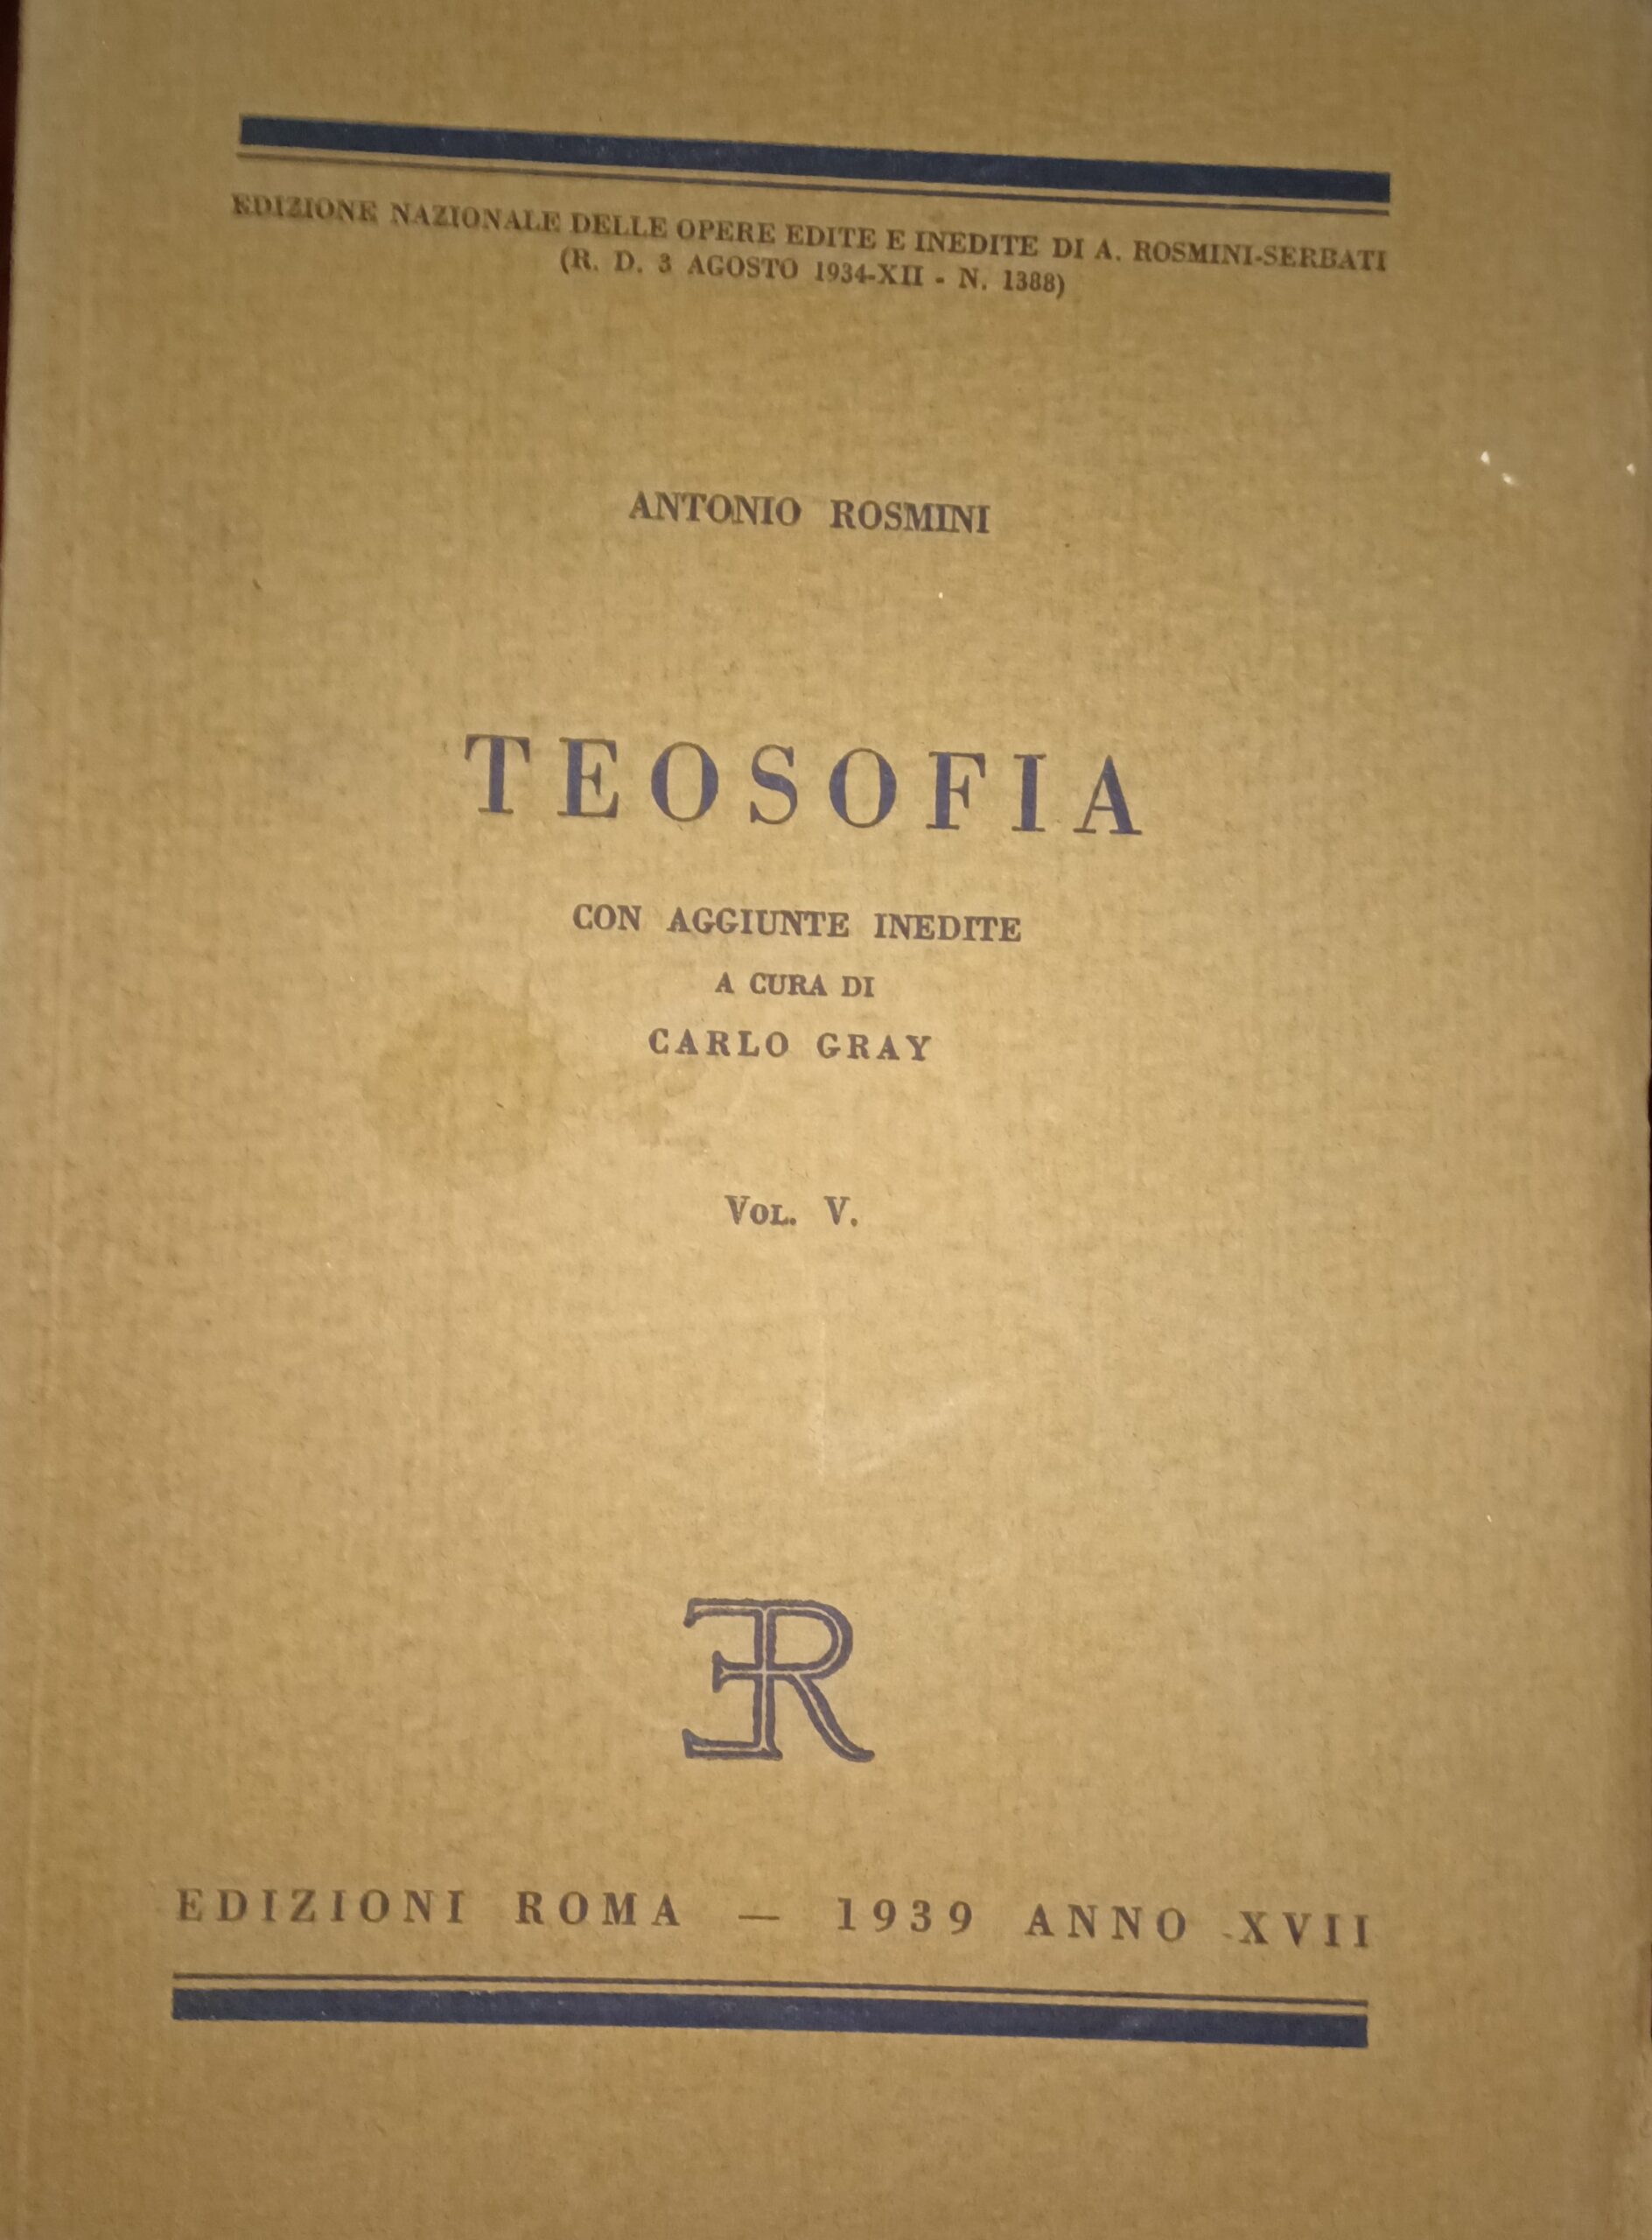 EDIZIONE NAZIONALE DELLE OPERE EDITE E INEDITE DI A. ROSMINI-SERBATI
(R. D. 3 AGOSTO 1934-XII - N. 1388)
ANTONIO ROSMINI
TEOSOFIA
CON AGGIUNTE INEDITE
A CURA DI
CARLO GRAY
VOL. V.
ER
EDIZIONI ROMA — 1939 ANNO XVII